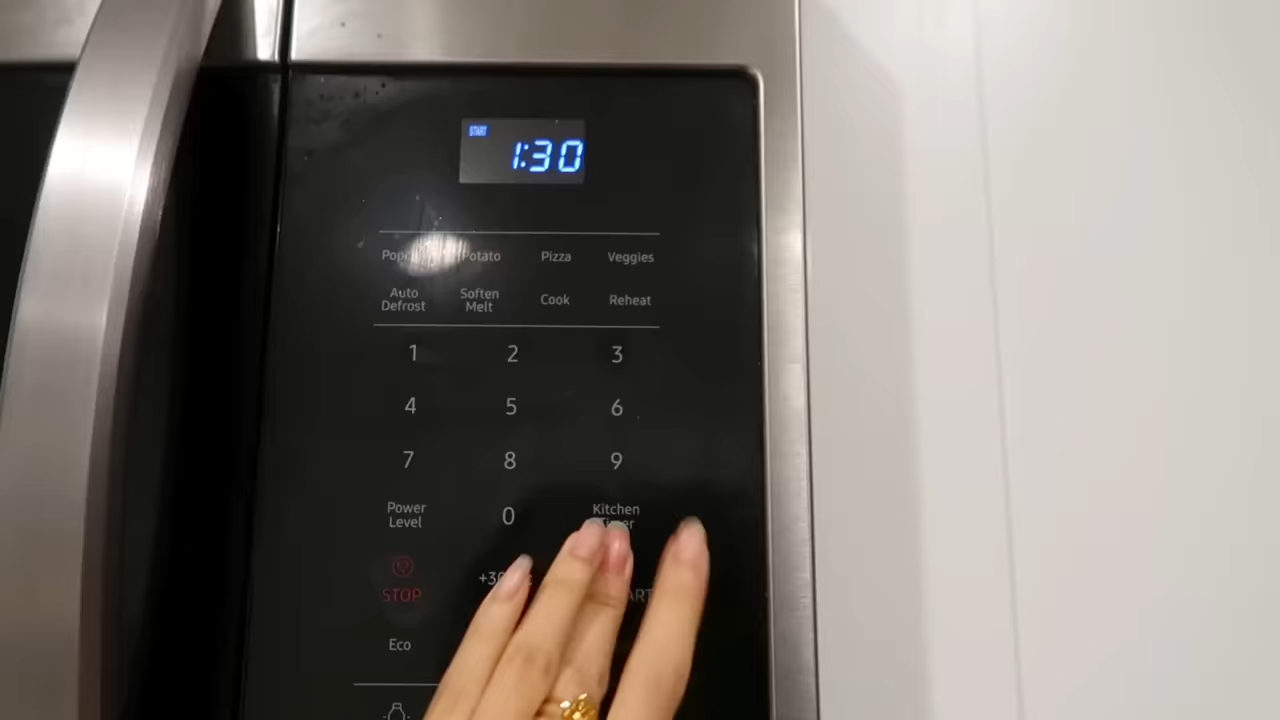 START
1:30
Potato Pizza Veggies
Auto Defrost Soften Melt Cook Reheat
1 2 3
4 5 6
7 8 9
Power Level 0 Kitchen
STOP
Eco